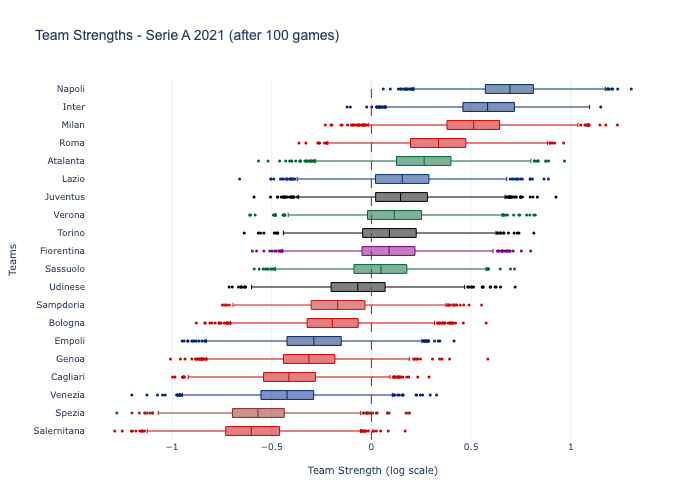 Team Strengths - Serie A 2021 (after 100 games)
Napoli
Inter
Milan
Roma
Atalanta
Lazio
Juventus
Verona
Torino
Fiorentina
Sassuolo
Udinese
Sampdoria
Bologna
Empoli
Genoa
Cagliari
Venezia
Spezia
Salernitana
Teams
−1 −0.5 0 0.5 1
Team Strength (log scale)